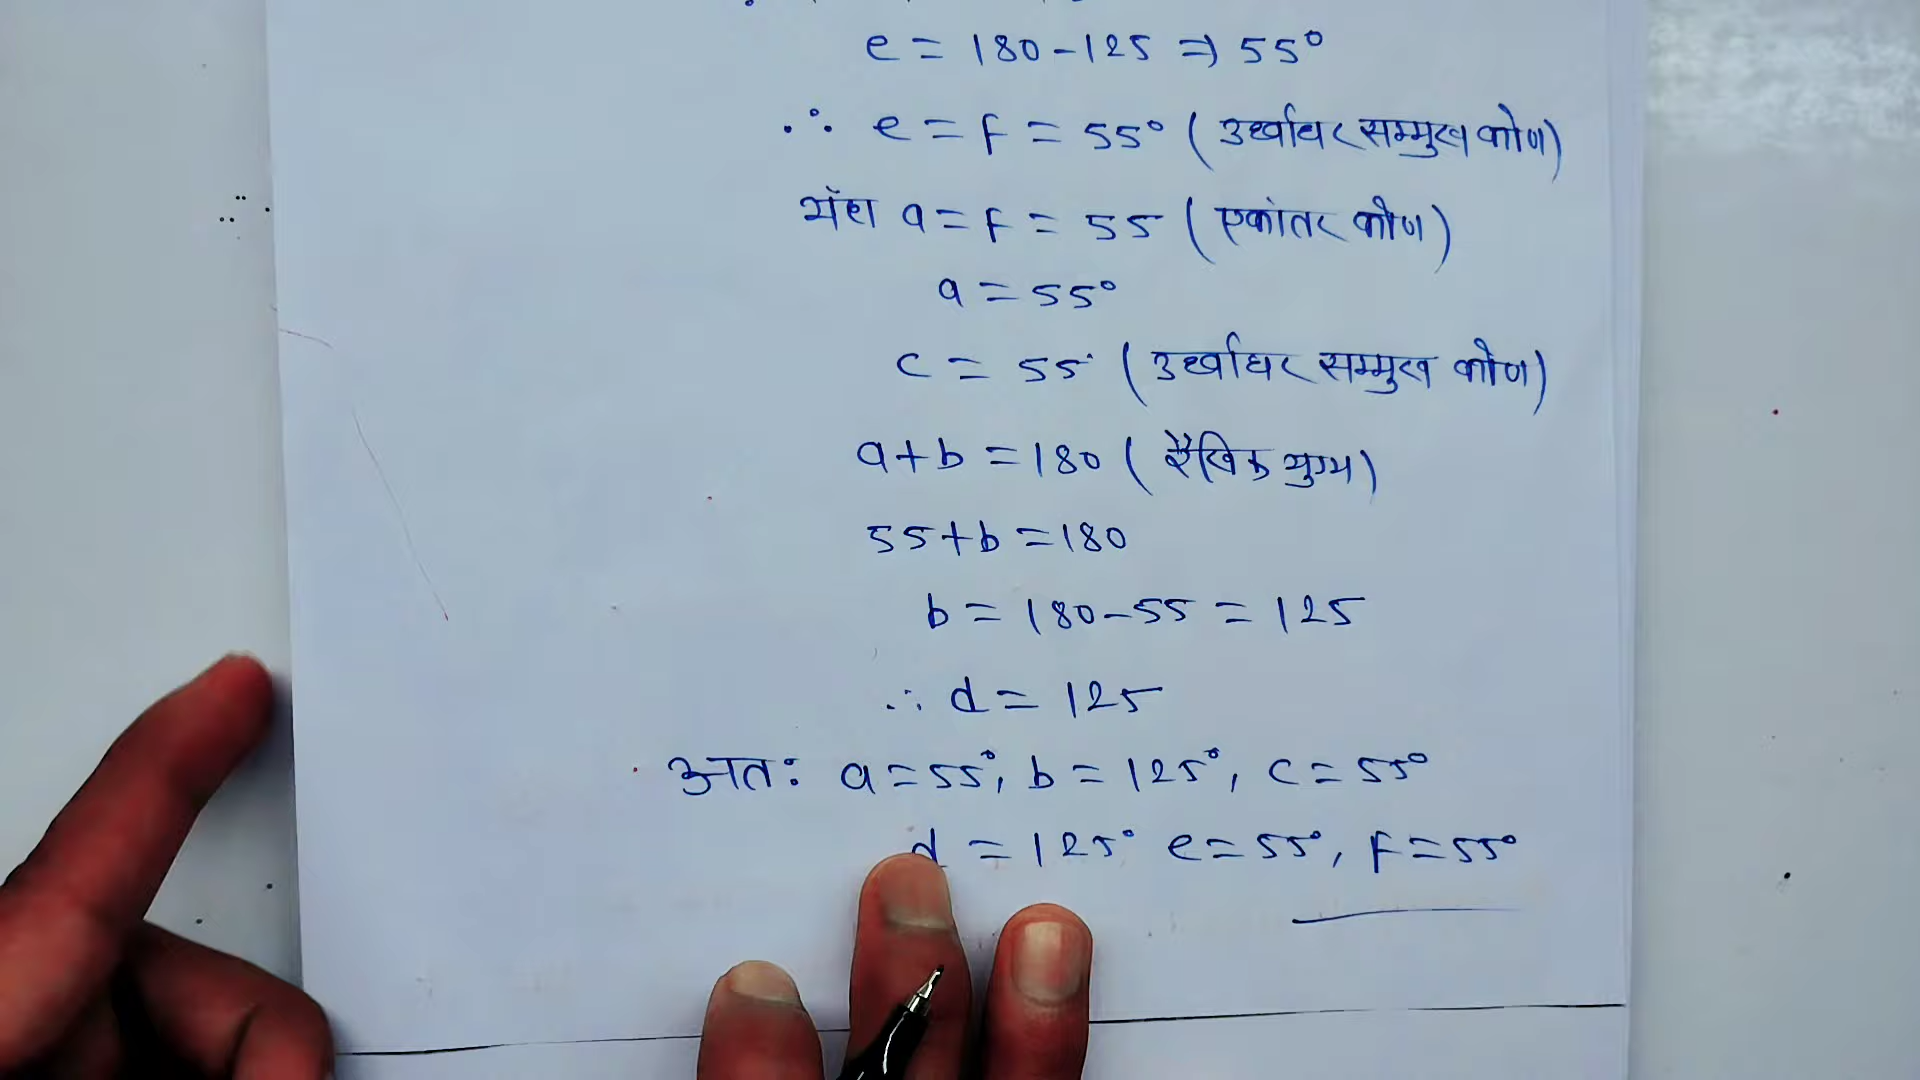 e = 180 - 125 ⇒ 55°
∴ e = f = 55° ( उर्ध्वाधर सम्मुख कोण)
यँहा a = f = 55 ( एकांतर कोण )
a = 55°
c = 55° ( उर्ध्वाधर सम्मुख कोण)
a + b = 180 ( रैखिक युग्म)
55 + b = 180
b = 180 - 55 = 125
∴ d = 125
अतः a = 55°, b = 125°, c = 55°
d = 125° e = 55°, f = 55°